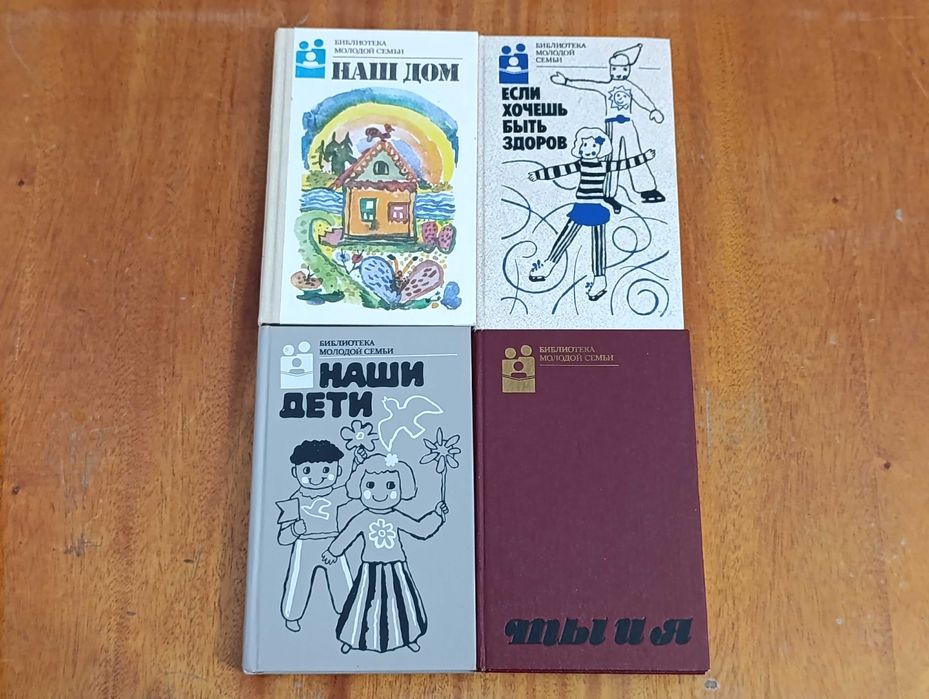 БИБЛИОТЕКА
МОЛОДОЙ СЕМЬИ
НАШ ДОМ
БИБЛИОТЕКА
МОЛОДОЙ
СЕМЬИ
ЕСЛИ
ХОЧЕШЬ
БЫТЬ
ЗДОРОВ
БИБЛИОТЕКА
МОЛОДОЙ СЕМЬИ
НАШИ
ДЕТИ
БИБЛИОТЕКА
МОЛОДОЙ СЕМЬИ
ТЫ И Я